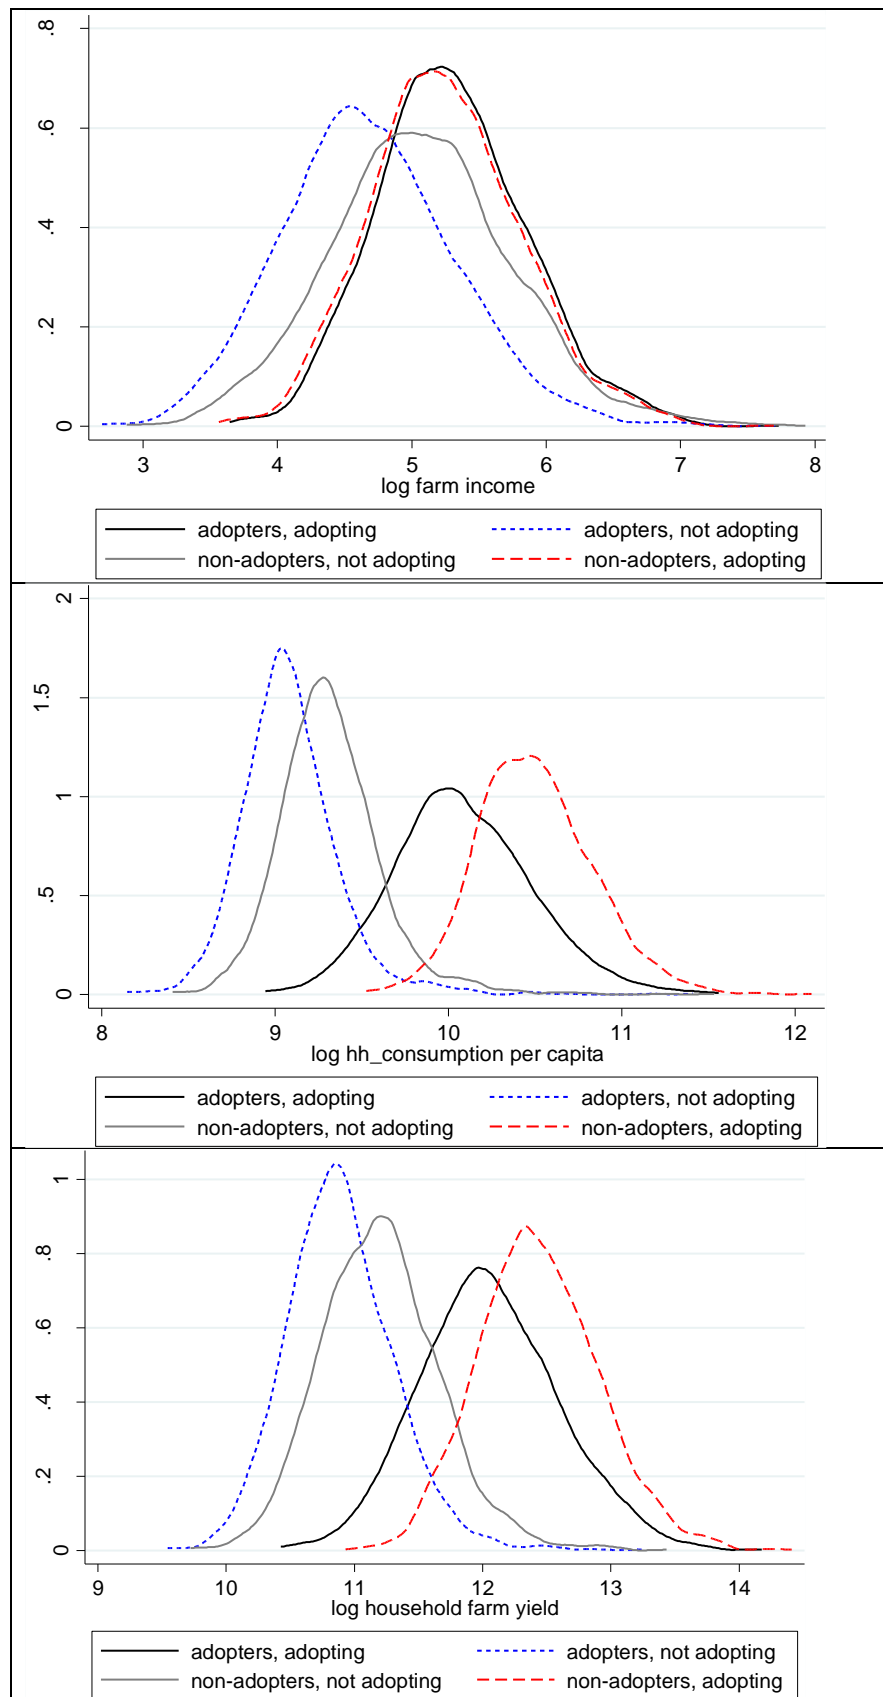 .8
.6
.4
.2
0
3 4 5 6 7 8
log farm income
adopters, adopting adopters, not adopting
non-adopters, not adopting non-adopters, adopting
2
1.5
1
.5
0
8 9 10 11 12
log hh_consumption per capita
adopters, adopting adopters, not adopting
non-adopters, not adopting non-adopters, adopting
1
.8
.6
.4
.2
0
9 10 11 12 13 14
log household farm yield
adopters, adopting adopters, not adopting
non-adopters, not adopting non-adopters, adopting